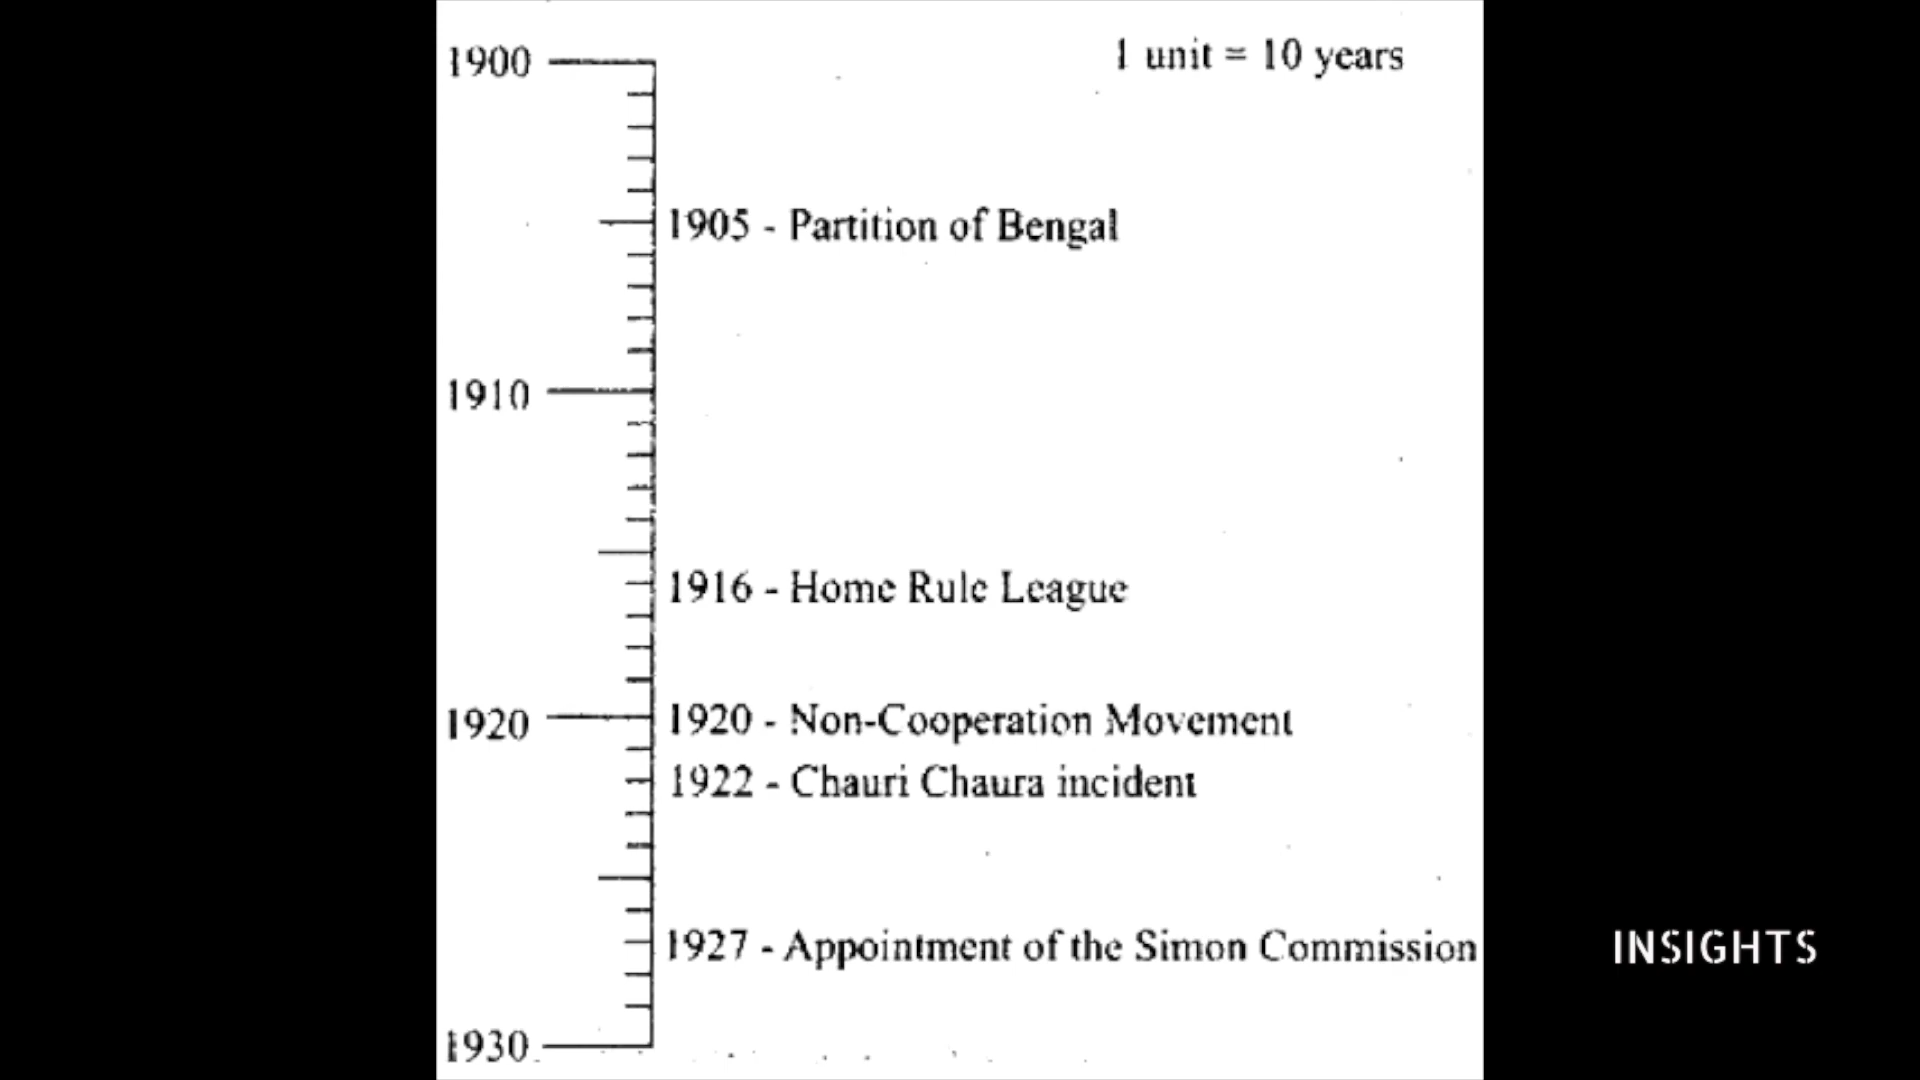 1 unit = 10 years
1900
1905 - Partition of Bengal
1910
1916 - Home Rule League
1920
1920 - Non-Cooperation Movement
1922 - Chauri Chaura incident
1927 - Appointment of the Simon Commission
1930
INSIGHTS